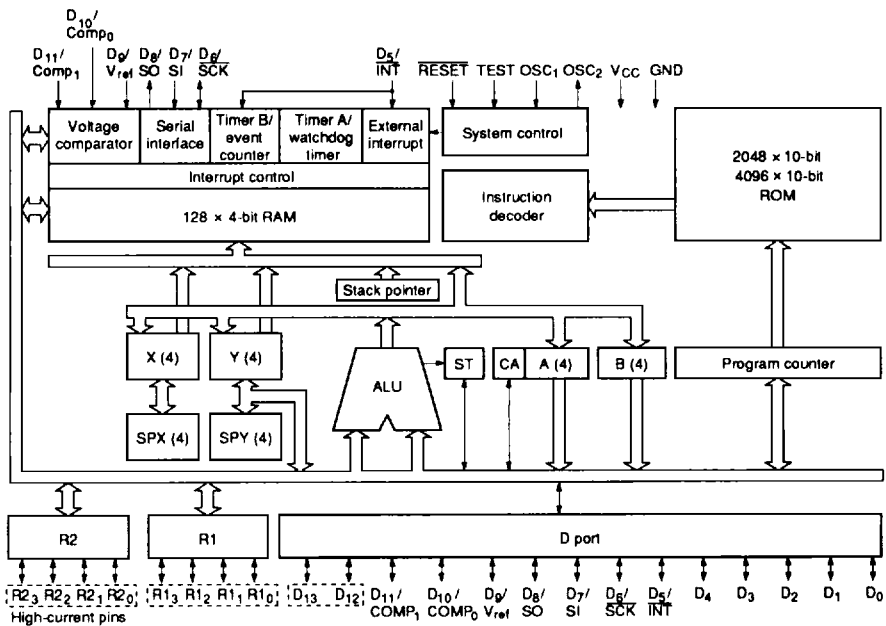 D10/
Comp0
D11/
Comp1
D9/
Vref
D8/
SO
D7/
SI
D6/
SCK
D5/
INT
RESET TEST OSC1 OSC2 VCC GND
Voltage
comparator
Serial
interface
Timer B/
event
counter
Timer A/
watchdog
timer
External
interrupt
System control
2048 × 10-bit
4096 × 10-bit
ROM
Interrupt control
Instruction
decoder
128 × 4-bit RAM
Stack pointer
X (4)
Y (4)
ALU
ST
CA
A (4)
B (4)
Program counter
SPX (4)
SPY (4)
R2
R1
D port
R23 R22 R21 R20
R13 R12 R11 R10
D13
D12
D11/
COMP1
D10/
COMP0
D9/
Vref
D8/
SO
D7/
SI
D6/
SCK
D5/
INT
D4
D3
D2
D1
D0
High-current pins